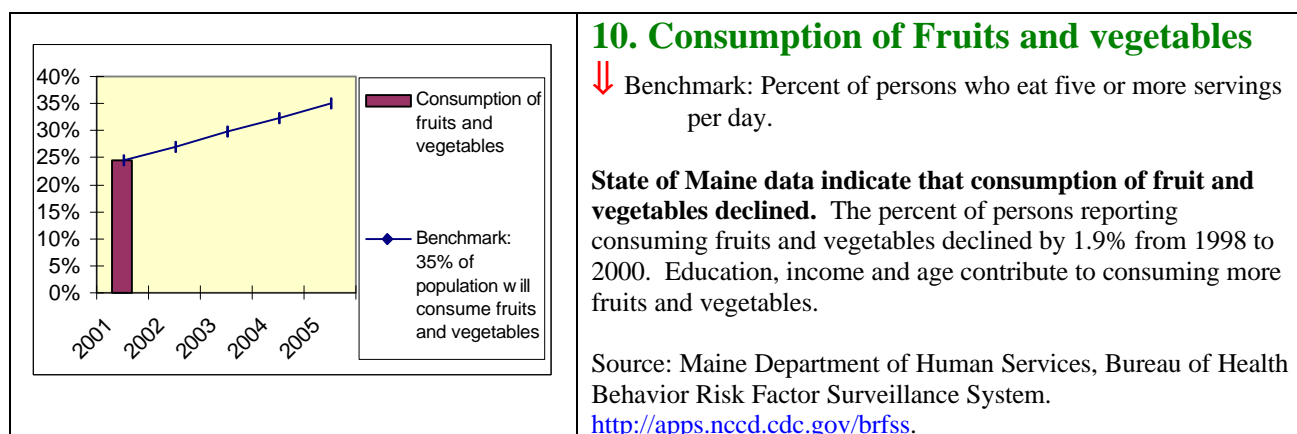 40%
35%
30%
25%
20%
15%
10%
5%
0%
2001
2002
2003
2004
2005
Consumption of
fruits and
vegetables
Benchmark:
35% of
population will
consume fruits
and vegetables
10. Consumption of Fruits and vegetables
⇓ Benchmark: Percent of persons who eat five or more servings
per day.
State of Maine data indicate that consumption of fruit and
vegetables declined. The percent of persons reporting
consuming fruits and vegetables declined by 1.9% from 1998 to
2000. Education, income and age contribute to consuming more
fruits and vegetables.
Source: Maine Department of Human Services, Bureau of Health
Behavior Risk Factor Surveillance System.
http://apps.nccd.cdc.gov/brfss.